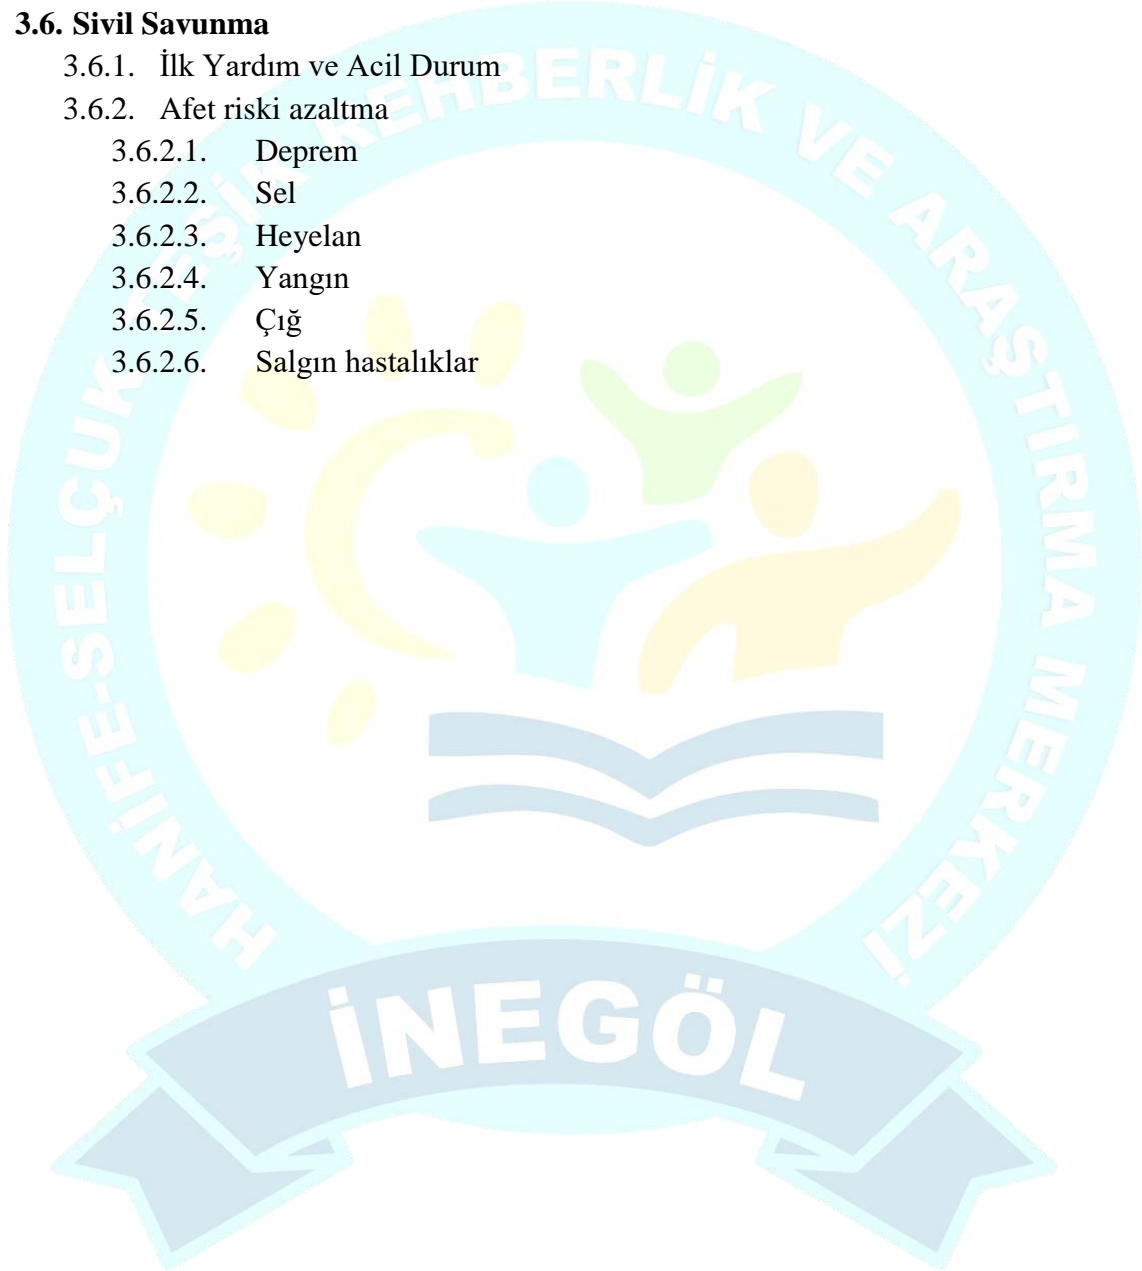 3.6. Sivil Savunma
3.6.1. İlk Yardım ve Acil Durum
3.6.2. Afet riski azaltma
3.6.2.1. Deprem
3.6.2.2. Sel
3.6.2.3. Heyelan
3.6.2.4. Yangın
3.6.2.5. Çığ
3.6.2.6. Salgın hastalıklar
HANİFE-SELÇUK TEŞİK REHBERLİK VE ARAŞTIRMA MERKEZİ
İNEGÖL